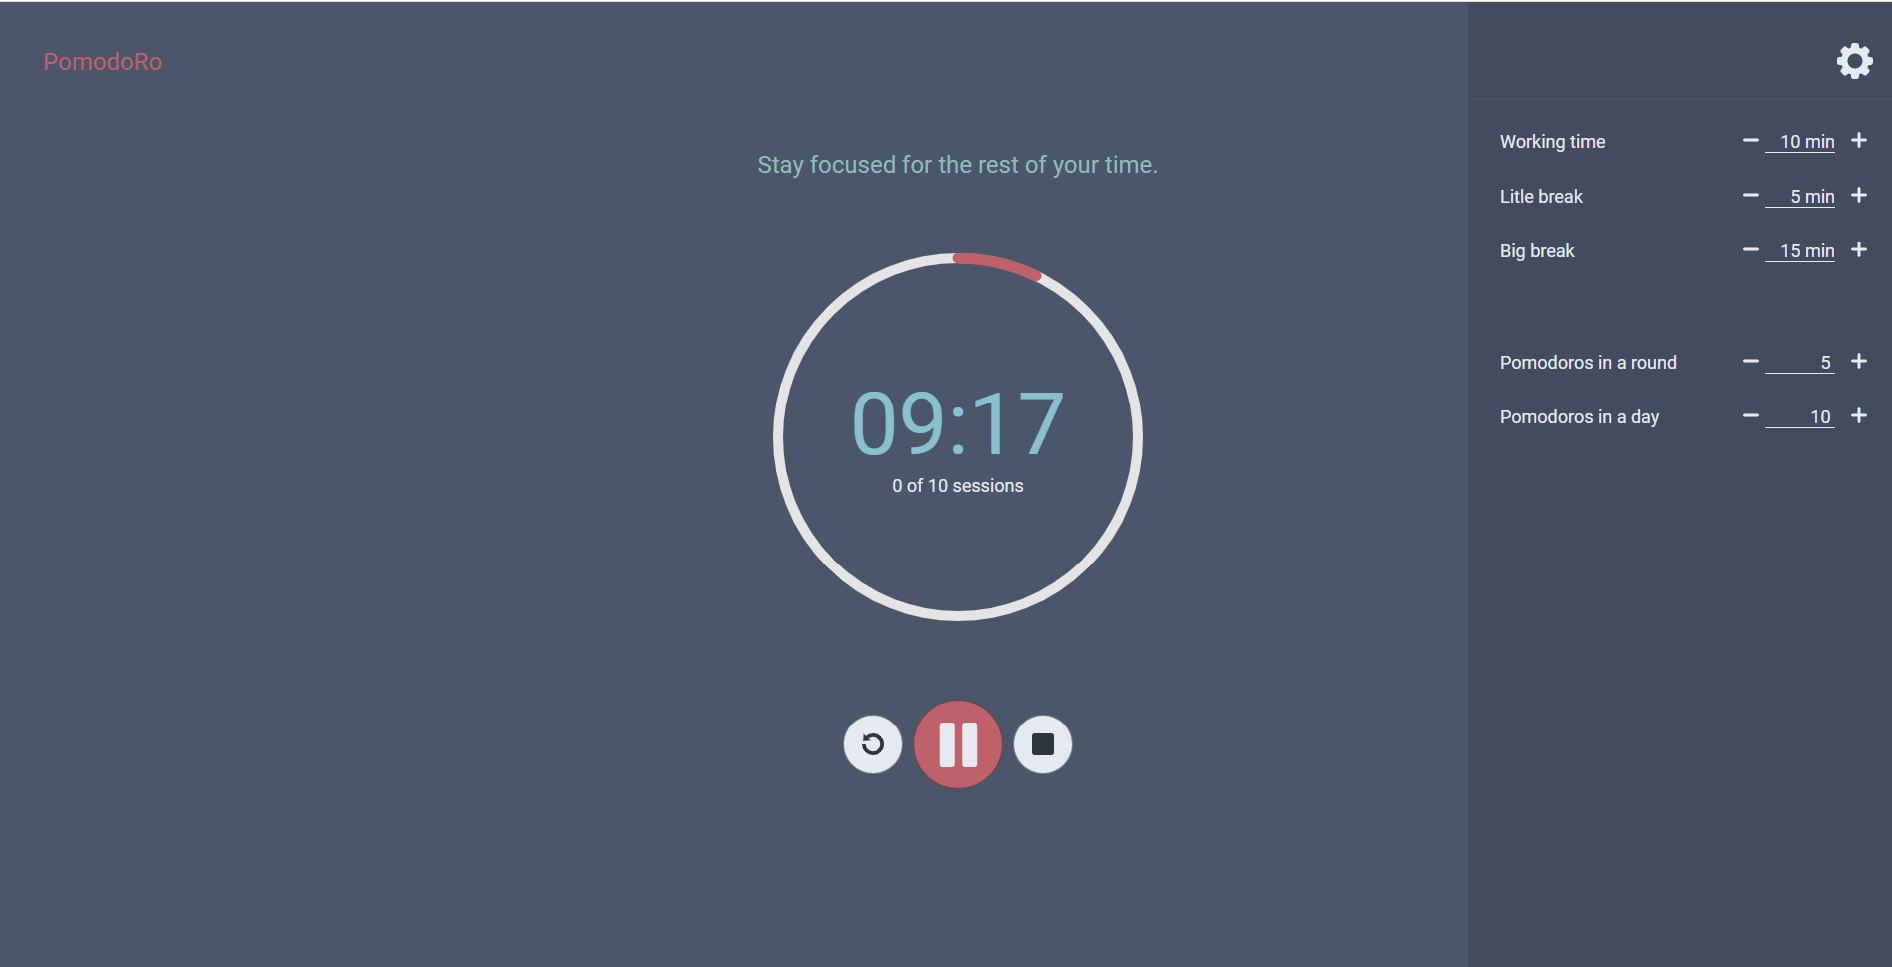 PomodoRo
Stay focused for the rest of your time.
09:17
0 of 10 sessions
Working time 10 min
Litle break 5 min
Big break 15 min
Pomodoros in a round 5
Pomodoros in a day 10